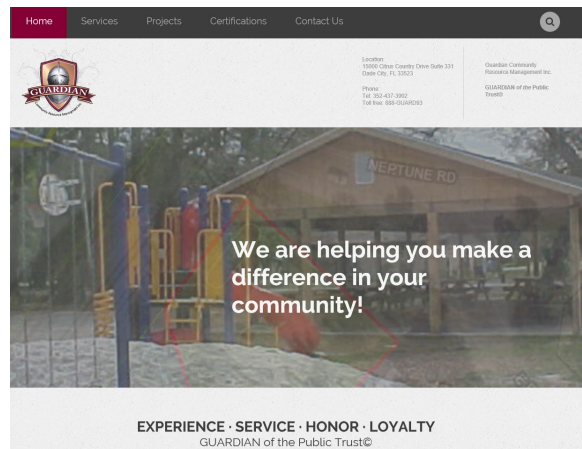 Home Services Projects Certifications Contact Us
GUARDIAN
Location:
15000 Citrus Country Drive Suite 331
Dade City, FL 33523
Phone:
Tel: 352-437-3902
Toll free: 888-GUARD93
Guardian Community
Resource Management Inc.
GUARDIAN of the Public
Trust©
NEPTUNE RD
We are helping you make a
difference in your
community!
EXPERIENCE · SERVICE · HONOR · LOYALTY
GUARDIAN of the Public Trust©